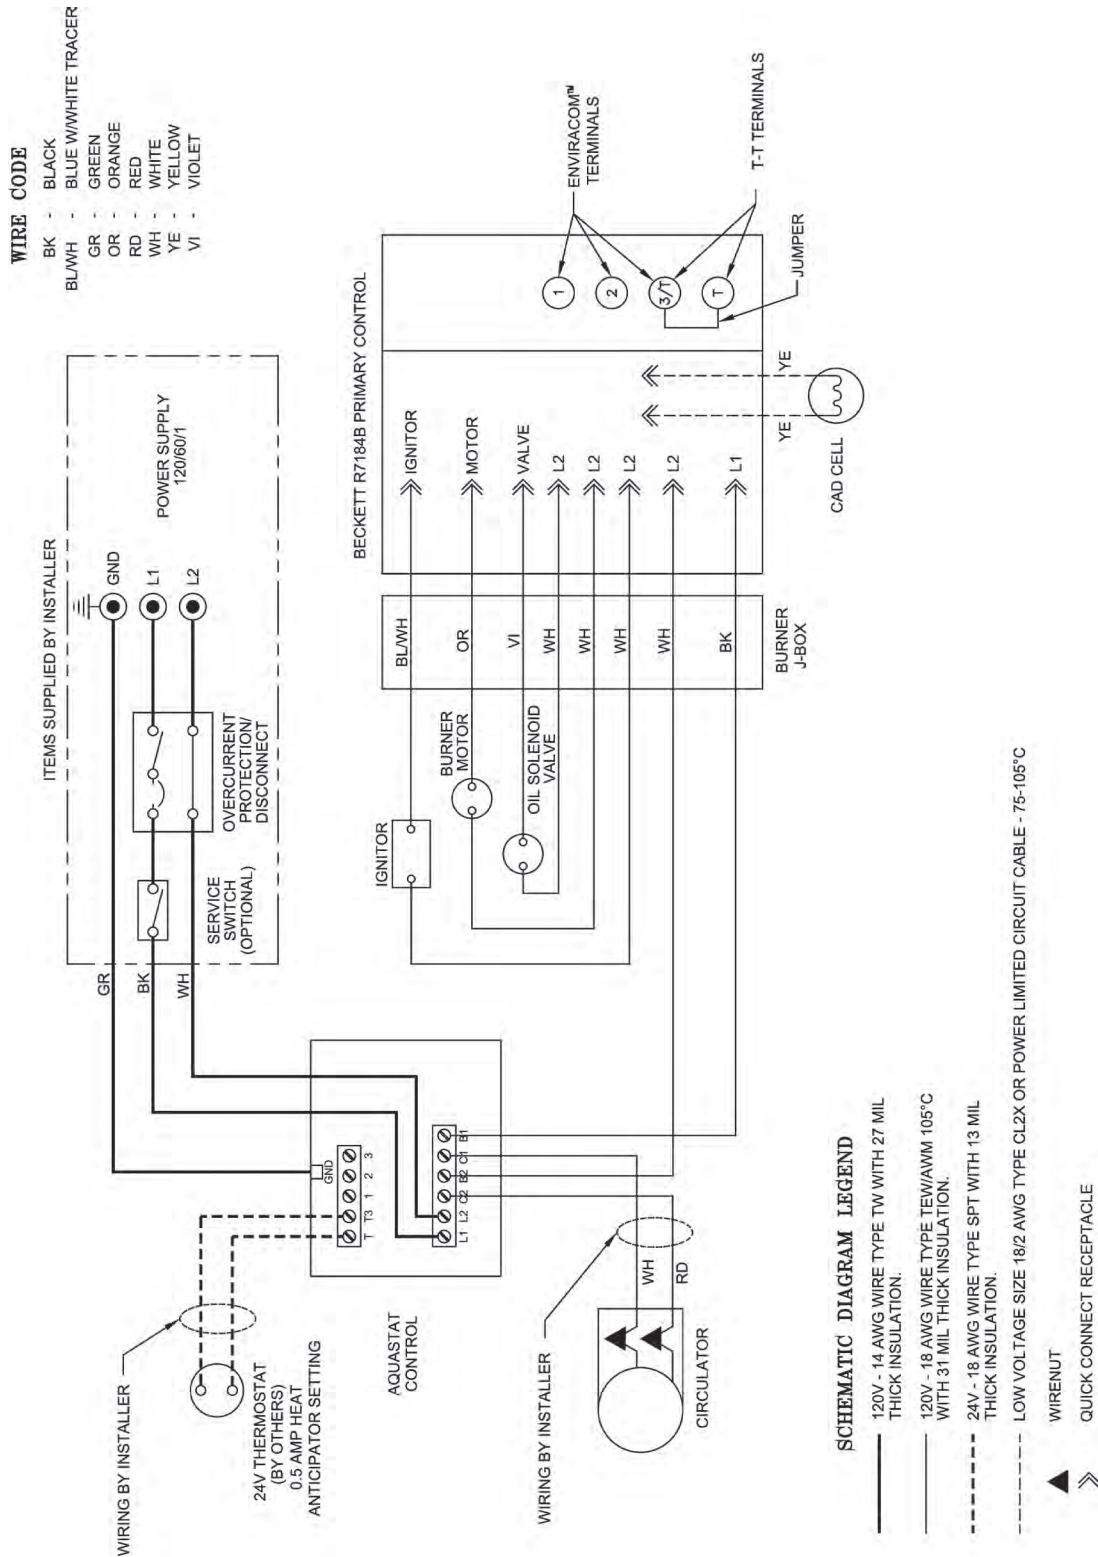 WIRE CODE
BK - BLACK
BL/WH - BLUE W/WHITE TRACER
GR - GREEN
OR - ORANGE
RD - RED
WH - WHITE
YE - YELLOW
VI - VIOLET
ITEMS SUPPLIED BY INSTALLER
POWER SUPPLY
120/60/1
GND
L1
L2
OVERCURRENT
PROTECTION/
DISCONNECT
SERVICE
SWITCH
(OPTIONAL)
GR
BK
WH
BECKETT R7184B PRIMARY CONTROL
ENVIRACOM™
TERMINALS
T-T TERMINALS
1
2
3/T
T
JUMPER
IGNITOR
MOTOR
VALVE
L2
L2
L2
L2
L1
YE
YE
CAD CELL
BL/WH
OR
VI
WH
WH
WH
WH
BK
BURNER
J-BOX
IGNITOR
BURNER
MOTOR
OIL SOLENOID
VALVE
WIRING BY INSTALLER
24V THERMOSTAT
(BY OTHERS)
0.5 AMP HEAT
ANTICIPATOR SETTING
GND
T T3 1 2 3
L1 L2 C2 B2 C1 B1
AQUASTAT
CONTROL
WIRING BY INSTALLER
WH
RD
CIRCULATOR
SCHEMATIC DIAGRAM LEGEND
120V - 14 AWG WIRE TYPE TW WITH 27 MIL
THICK INSULATION.
120V - 18 AWG WIRE TYPE TEW/AWM 105°C
WITH 31 MIL THICK INSULATION.
24V - 18 AWG WIRE TYPE SPT WITH 13 MIL
THICK INSULATION.
LOW VOLTAGE SIZE 18/2 AWG TYPE CL2X OR POWER LIMITED CIRCUIT CABLE - 75-105°C
WIRENUT
QUICK CONNECT RECEPTACLE